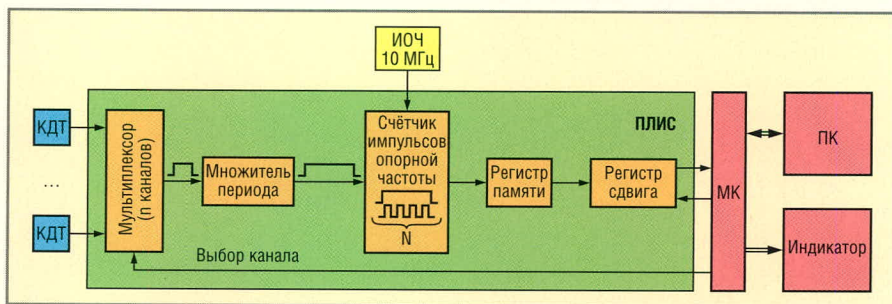 ИОЧ
10 МГц
ПЛИС
КДТ
...
КДТ
Мультиплексор
(n каналов)
Множитель
периода
Счётчик
импульсов
опорной
частоты
N
Регистр
памяти
Регистр
сдвига
Выбор канала
МК
ПК
Индикатор